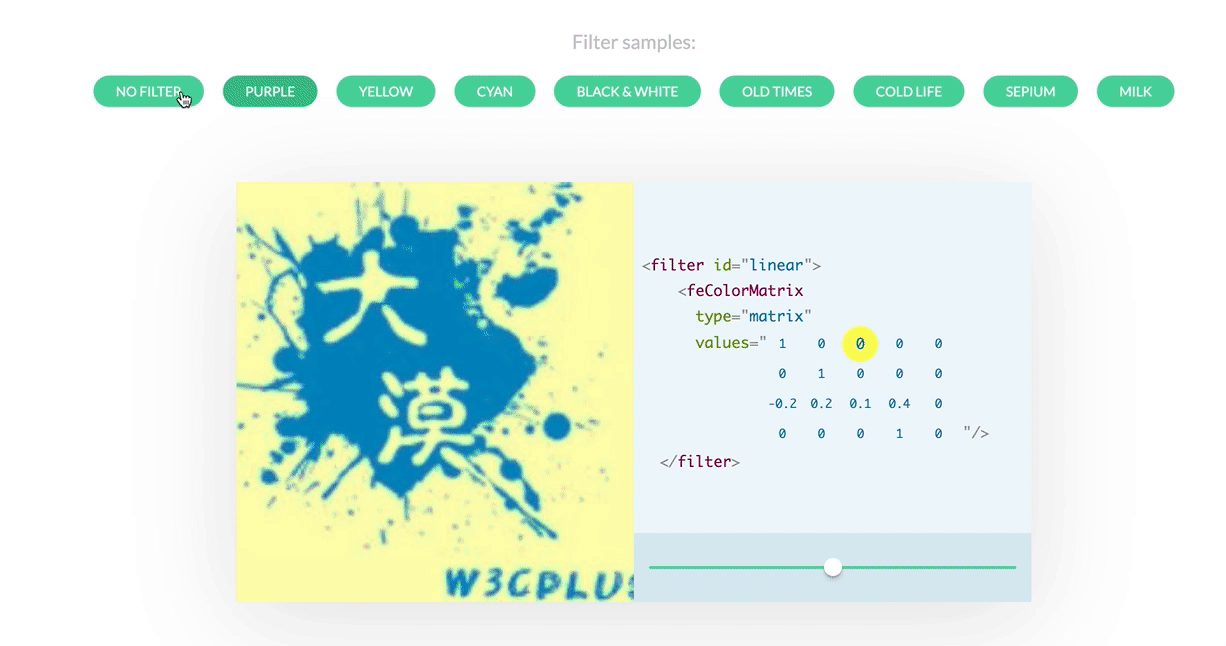 Filter samples:
NO FILTER PURPLE YELLOW CYAN BLACK & WHITE OLD TIMES COLD LIFE SEPIUM MILK
大
漠
W3CPLUS
<filter id="linear">
<feColorMatrix
type="matrix"
values=" 1 0 0 0 0
0 1 0 0 0
-0.2 0.2 0.1 0.4 0
0 0 0 1 0 "/>
</filter>